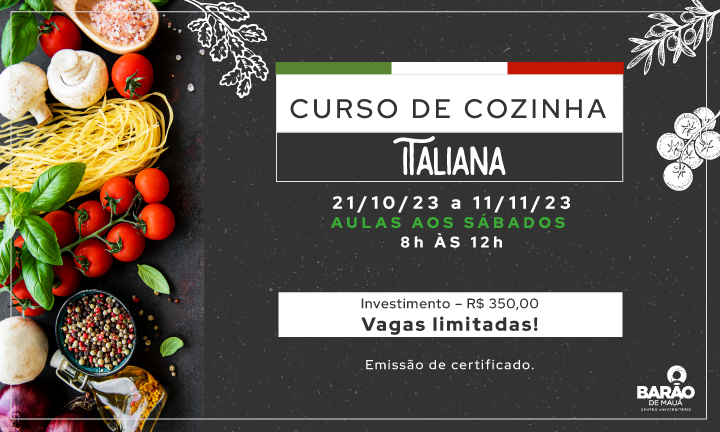 CURSO DE COZINHA
ITALIANA
21/10/23 a 11/11/23
AULAS AOS SÁBADOS
8h ÀS 12h
Investimento – R$ 350,00
Vagas limitadas!
Emissão de certificado.
BARÃO
DE MAUÁ
CENTRO UNIVERSITÁRIO